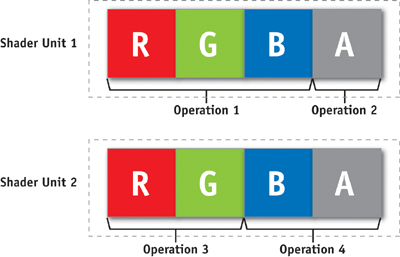 Shader Unit 1
R G B A
Operation 1 Operation 2
Shader Unit 2
R G B A
Operation 3 Operation 4